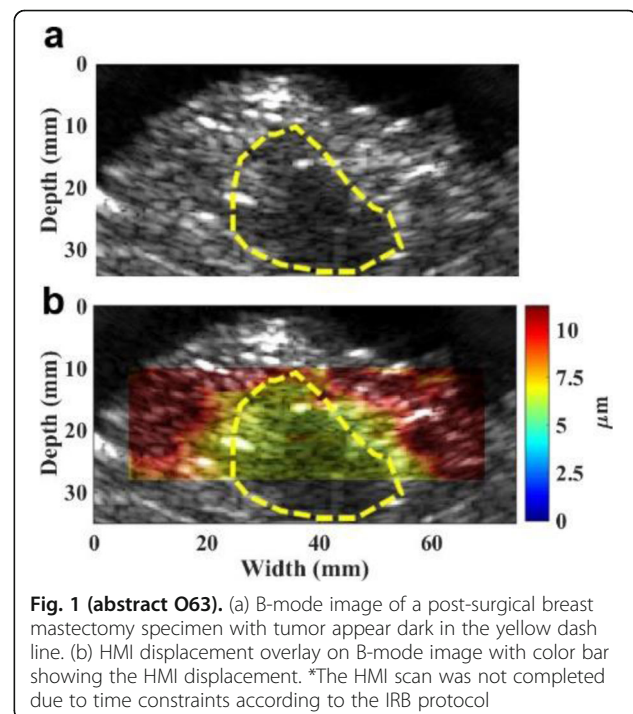 a
0
10
20
30
Depth (mm)
b
0
10
20
30
Depth (mm)
0 20 40 60
Width (mm)
10
7.5
5
2.5
0
μm
Fig. 1 (abstract O63). (a) B-mode image of a post-surgical breast
mastectomy specimen with tumor appear dark in the yellow dash
line. (b) HMI displacement overlay on B-mode image with color bar
showing the HMI displacement. *The HMI scan was not completed
due to time constraints according to the IRB protocol